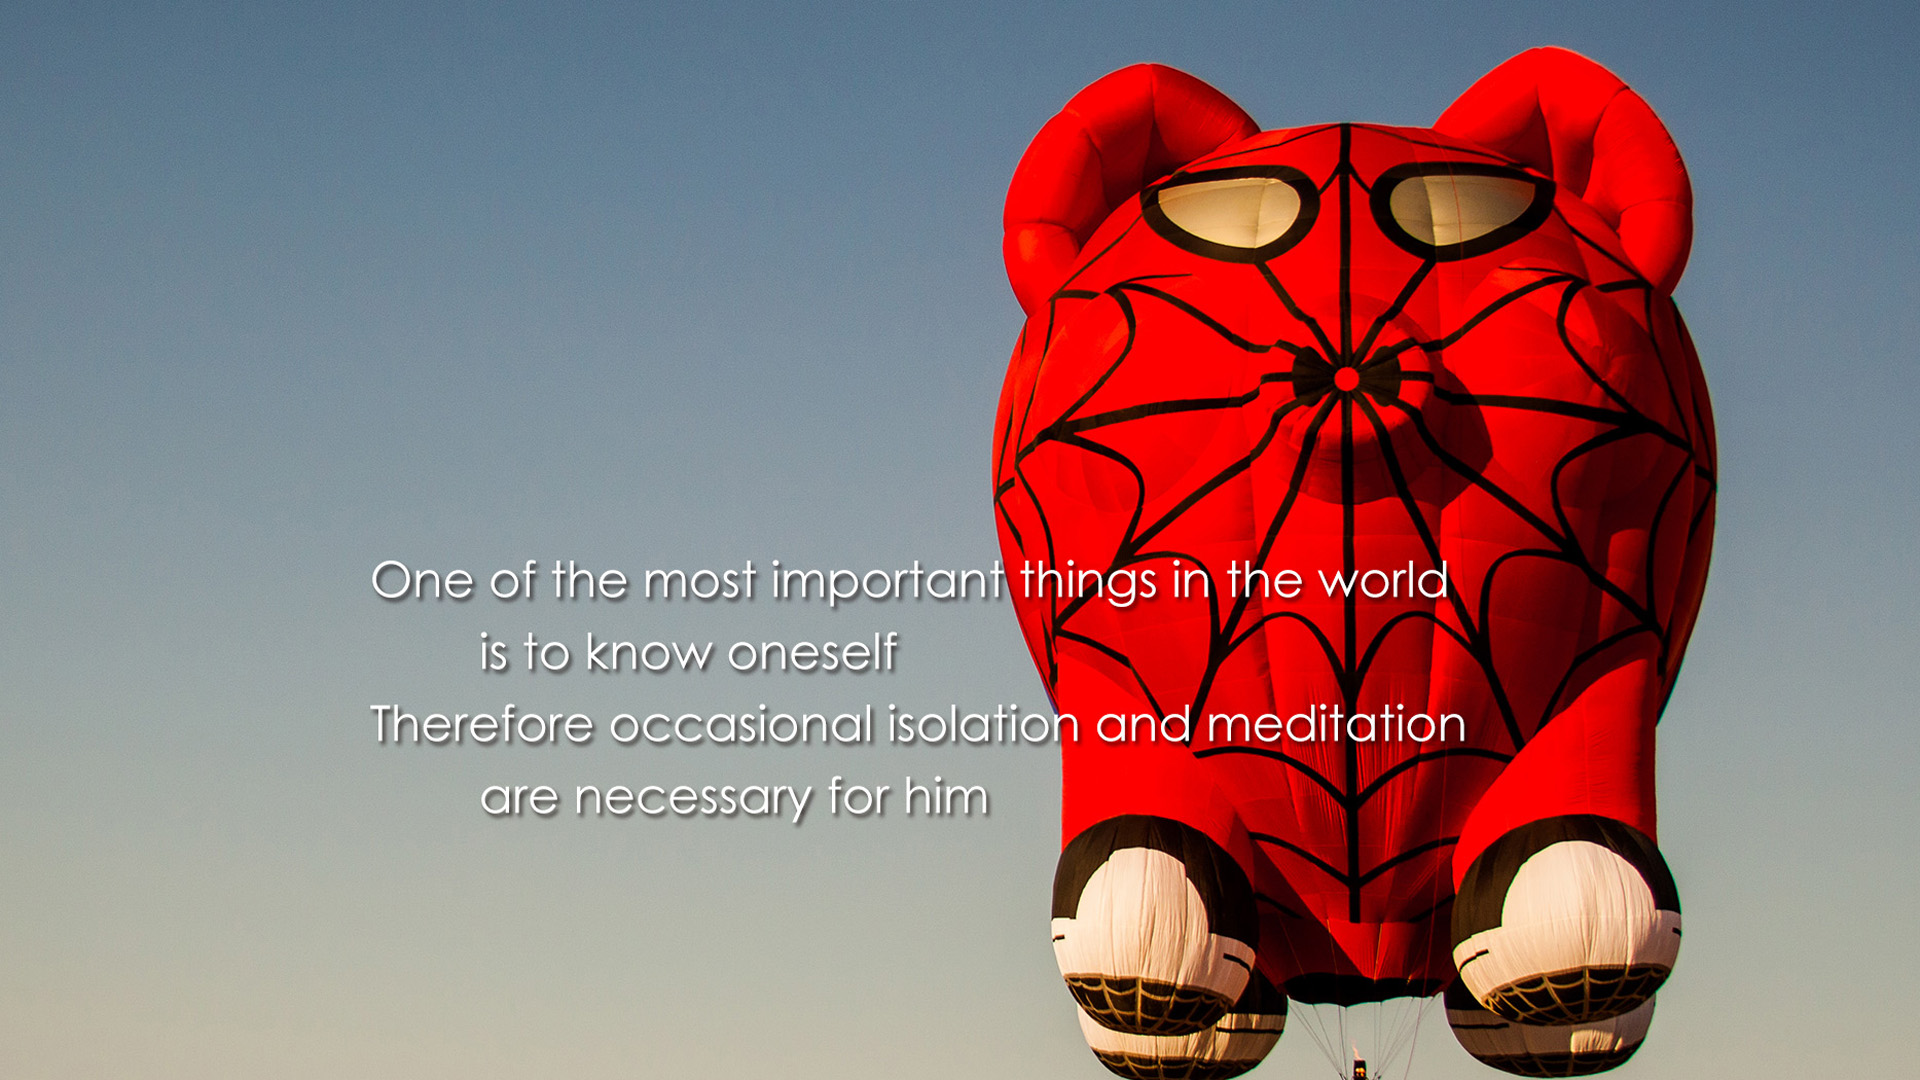 One of the most important things in the world
is to know oneself
Therefore occasional isolation and meditation
are necessary for him